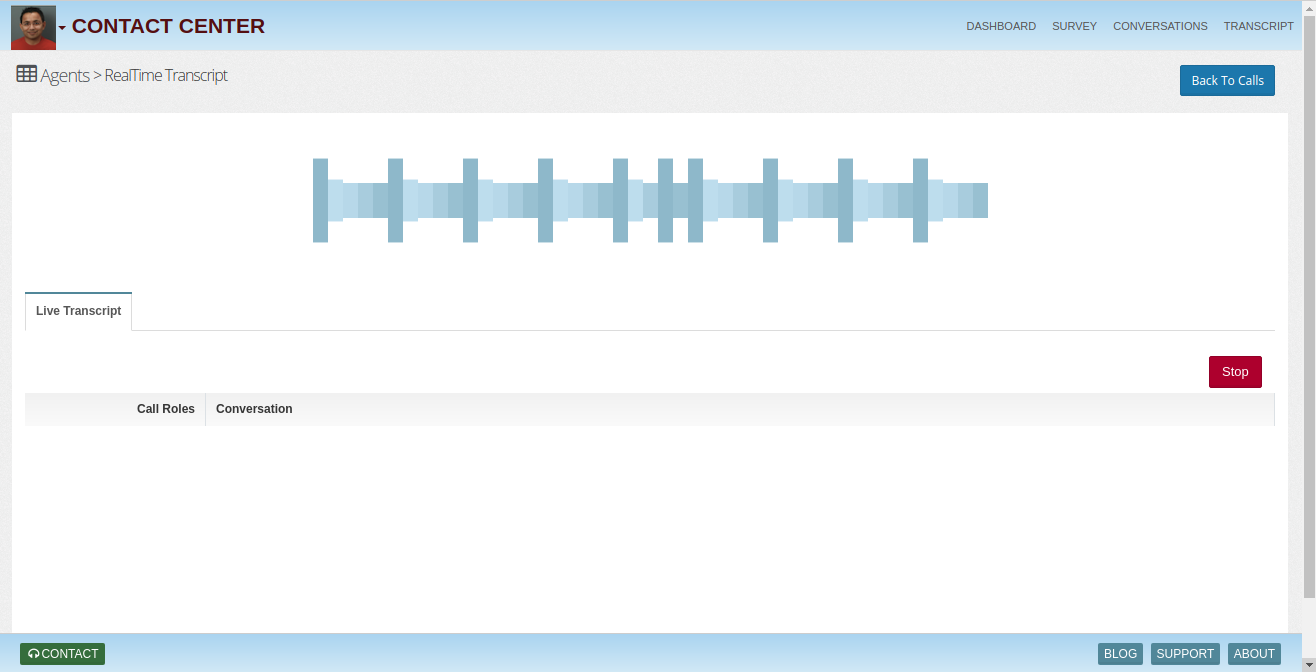 CONTACT CENTER
DASHBOARD SURVEY CONVERSATIONS TRANSCRIPT
Agents > RealTime Transcript
Back To Calls
Live Transcript
Stop
Call Roles Conversation
CONTACT
BLOG SUPPORT ABOUT